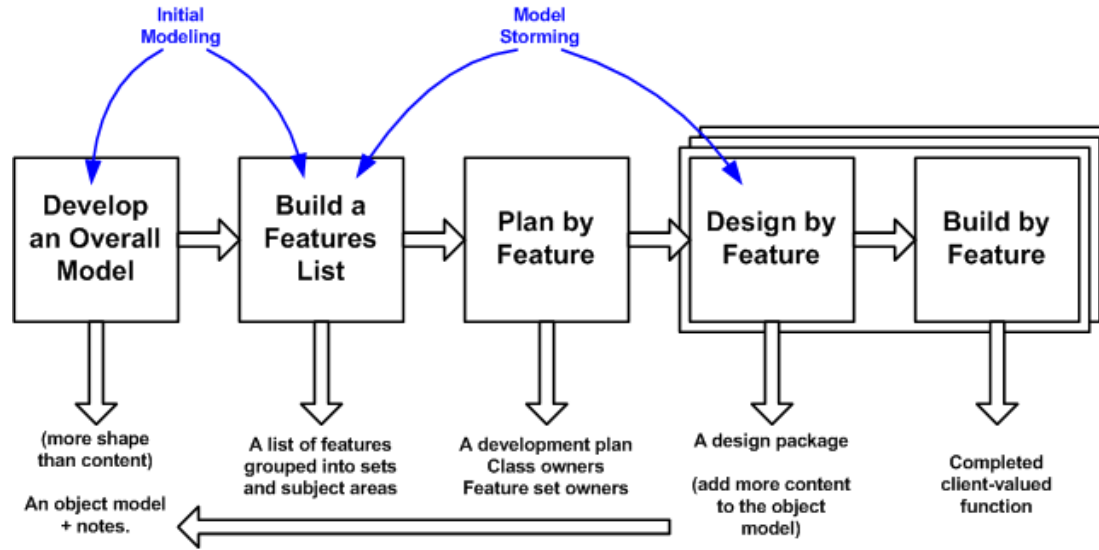 Initial
Modeling
Model
Storming
Develop
an Overall
Model
Build a
Features
List
Plan by
Feature
Design by
Feature
Build by
Feature
(more shape
than content)
An object model
+ notes.
A list of features
grouped into sets
and subject areas
A development plan
Class owners
Feature set owners
A design package
(add more content
to the object
model)
Completed
client-valued
function